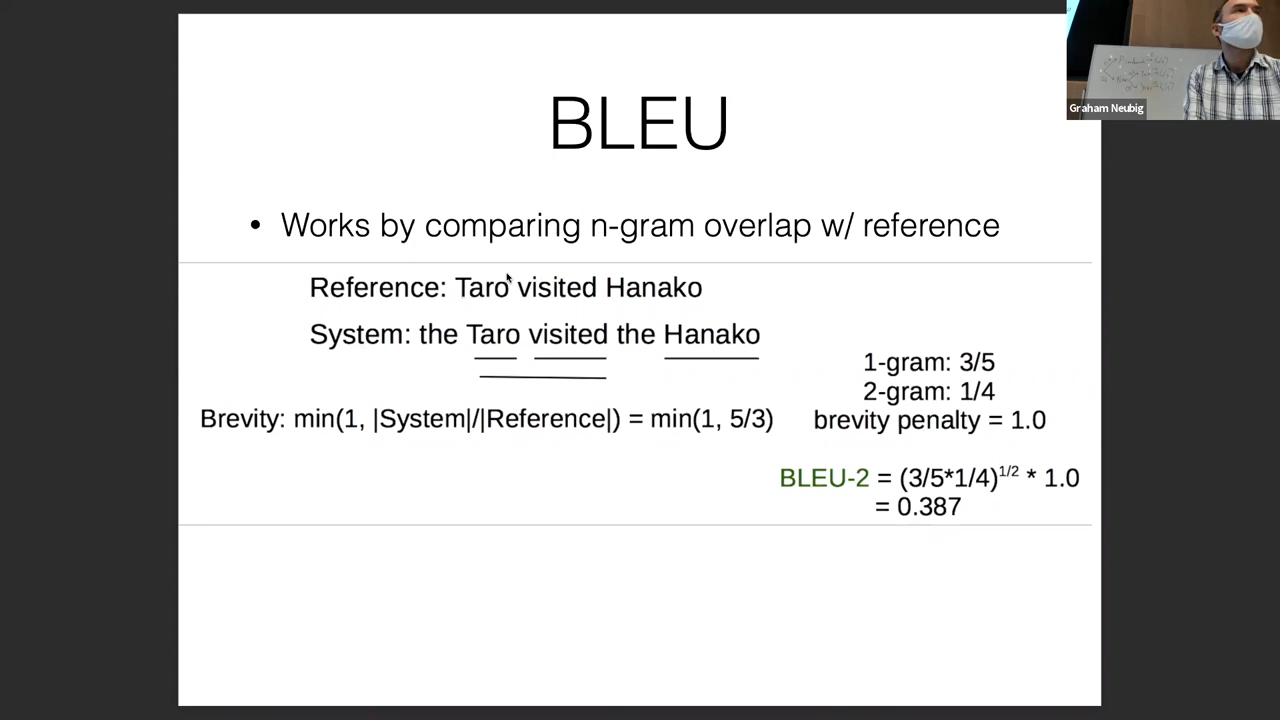 BLEU
• Works by comparing n-gram overlap w/ reference
Reference: Taro visited Hanako
System: the Taro visited the Hanako
1-gram: 3/5
2-gram: 1/4
Brevity: min(1, |System|/|Reference|) = min(1, 5/3)
brevity penalty = 1.0
BLEU-2 = (3/5*1/4)^1/2 * 1.0
= 0.387
Graham Neubig